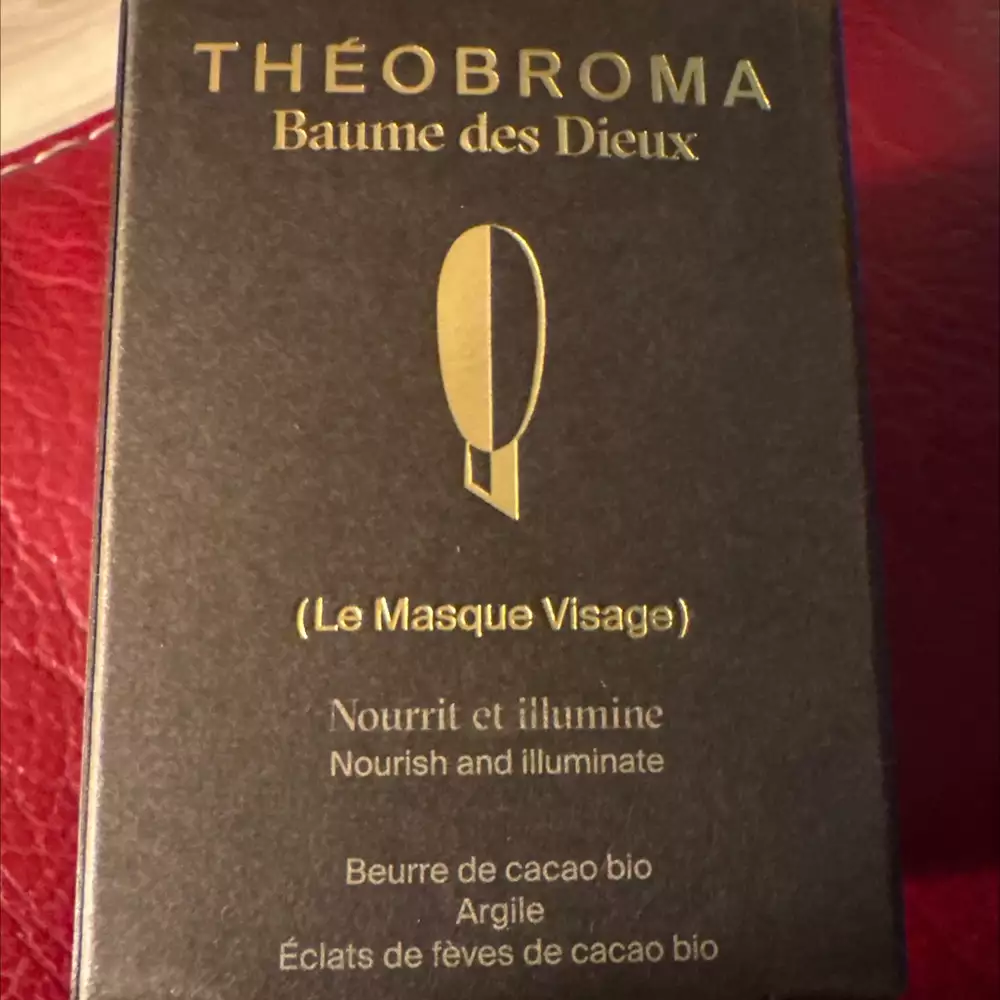 THÉOBROMA
Baume des Dieux
(Le Masque Visage)
Nourrit et illumine
Nourish and illuminate
Beurre de cacao bio
Argile
Éclats de fèves de cacao bio